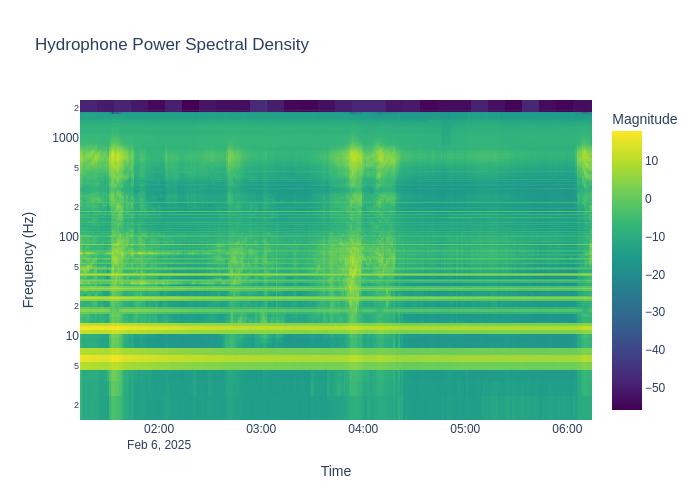 Hydrophone Power Spectral Density
Magnitude
Frequency (Hz)
2
1000
5
2
100
5
2
10
5
2
10
0
−10
−20
−30
−40
−50
02:00 03:00 04:00 05:00 06:00
Feb 6, 2025
Time